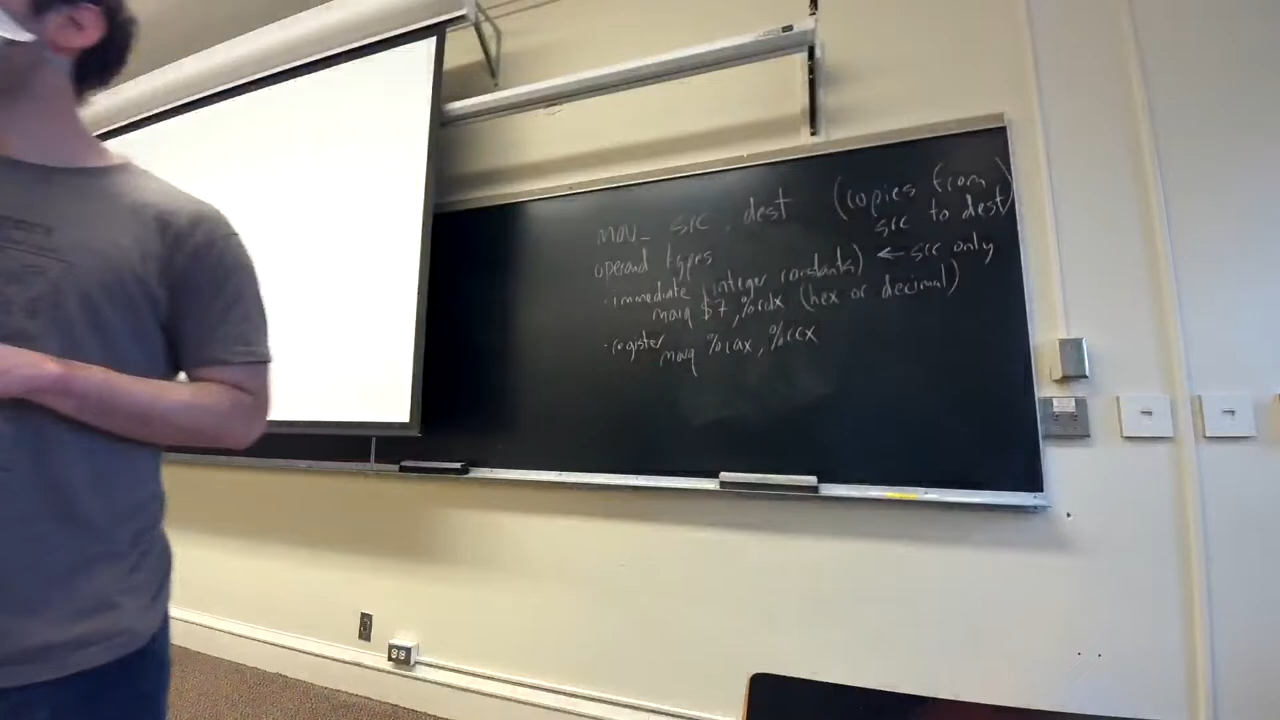 mov_ src, dest (copies from
src to dest)
operand types
· immediate (integer constants) ← src only
movq $7, %rdx (hex or decimal)
· register
movq %rax, %rcx